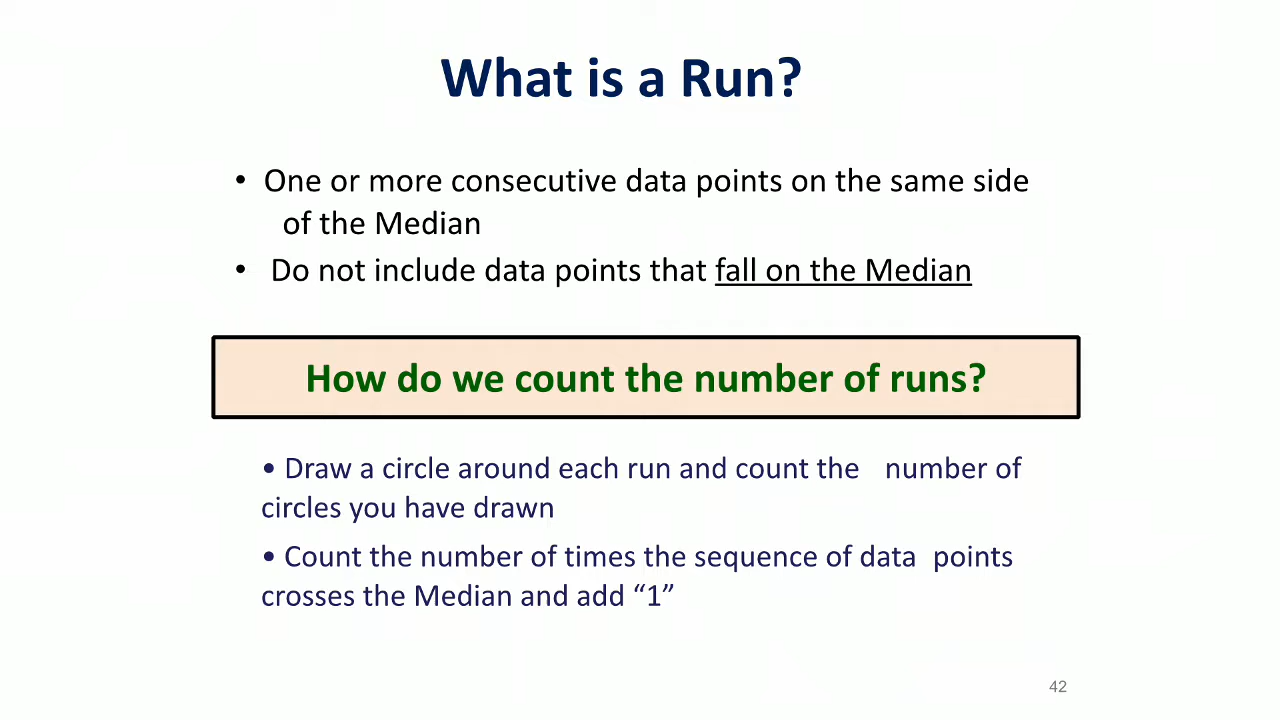 What is a Run?
• One or more consecutive data points on the same side
of the Median
• Do not include data points that fall on the Median
How do we count the number of runs?
• Draw a circle around each run and count the number of
circles you have drawn
• Count the number of times the sequence of data points
crosses the Median and add “1”
42